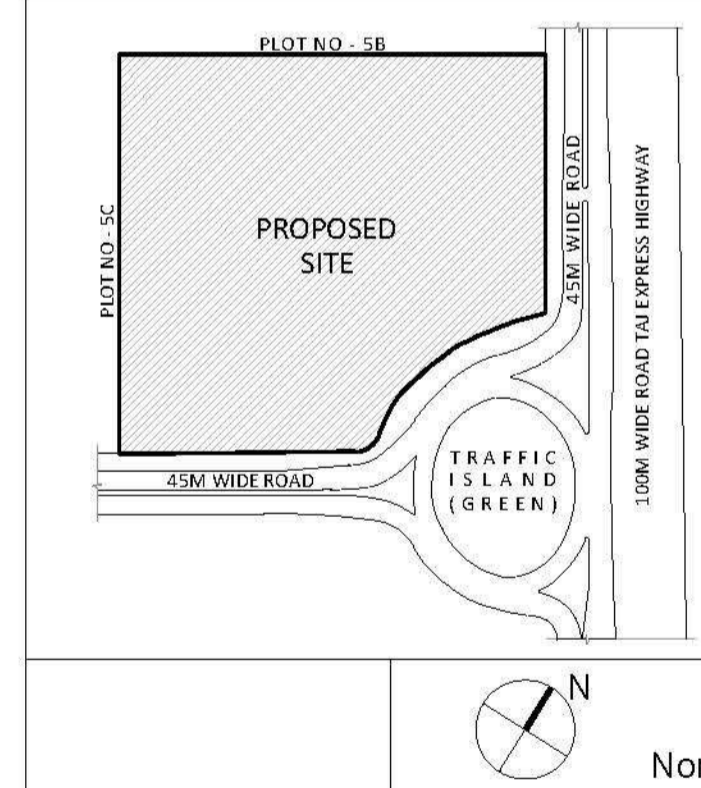 PLOT NO - 5B
PLOT NO - 5C
PROPOSED
SITE
45M WIDE ROAD
100M WIDE ROAD TAJ EXPRESS HIGHWAY
45M WIDE ROAD
TRAFFIC
ISLAND
(GREEN)
N
Nor